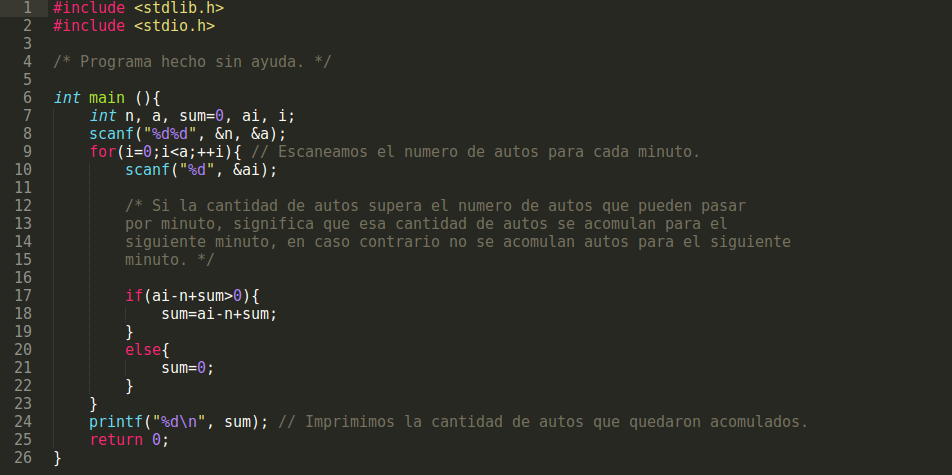 1 #include <stdlib.h>
2 #include <stdio.h>
3
4 /* Programa hecho sin ayuda. */
5
6 int main (){
7 int n, a, sum=0, ai, i;
8 scanf("%d%d", &n, &a);
9 for(i=0;i<a;++i){ // Escaneamos el numero de autos para cada minuto.
10 scanf("%d", &ai);
11
12 /* Si la cantidad de autos supera el numero de autos que pueden pasar
13 por minuto, significa que esa cantidad de autos se acomulan para el
14 siguiente minuto, en caso contrario no se acomulan autos para el siguiente
15 minuto. */
16
17 if(ai-n+sum>0){
18 sum=ai-n+sum;
19 }
20 else{
21 sum=0;
22 }
23 }
24 printf("%d\n", sum); // Imprimimos la cantidad de autos que quedaron acomulados.
25 return 0;
26 }